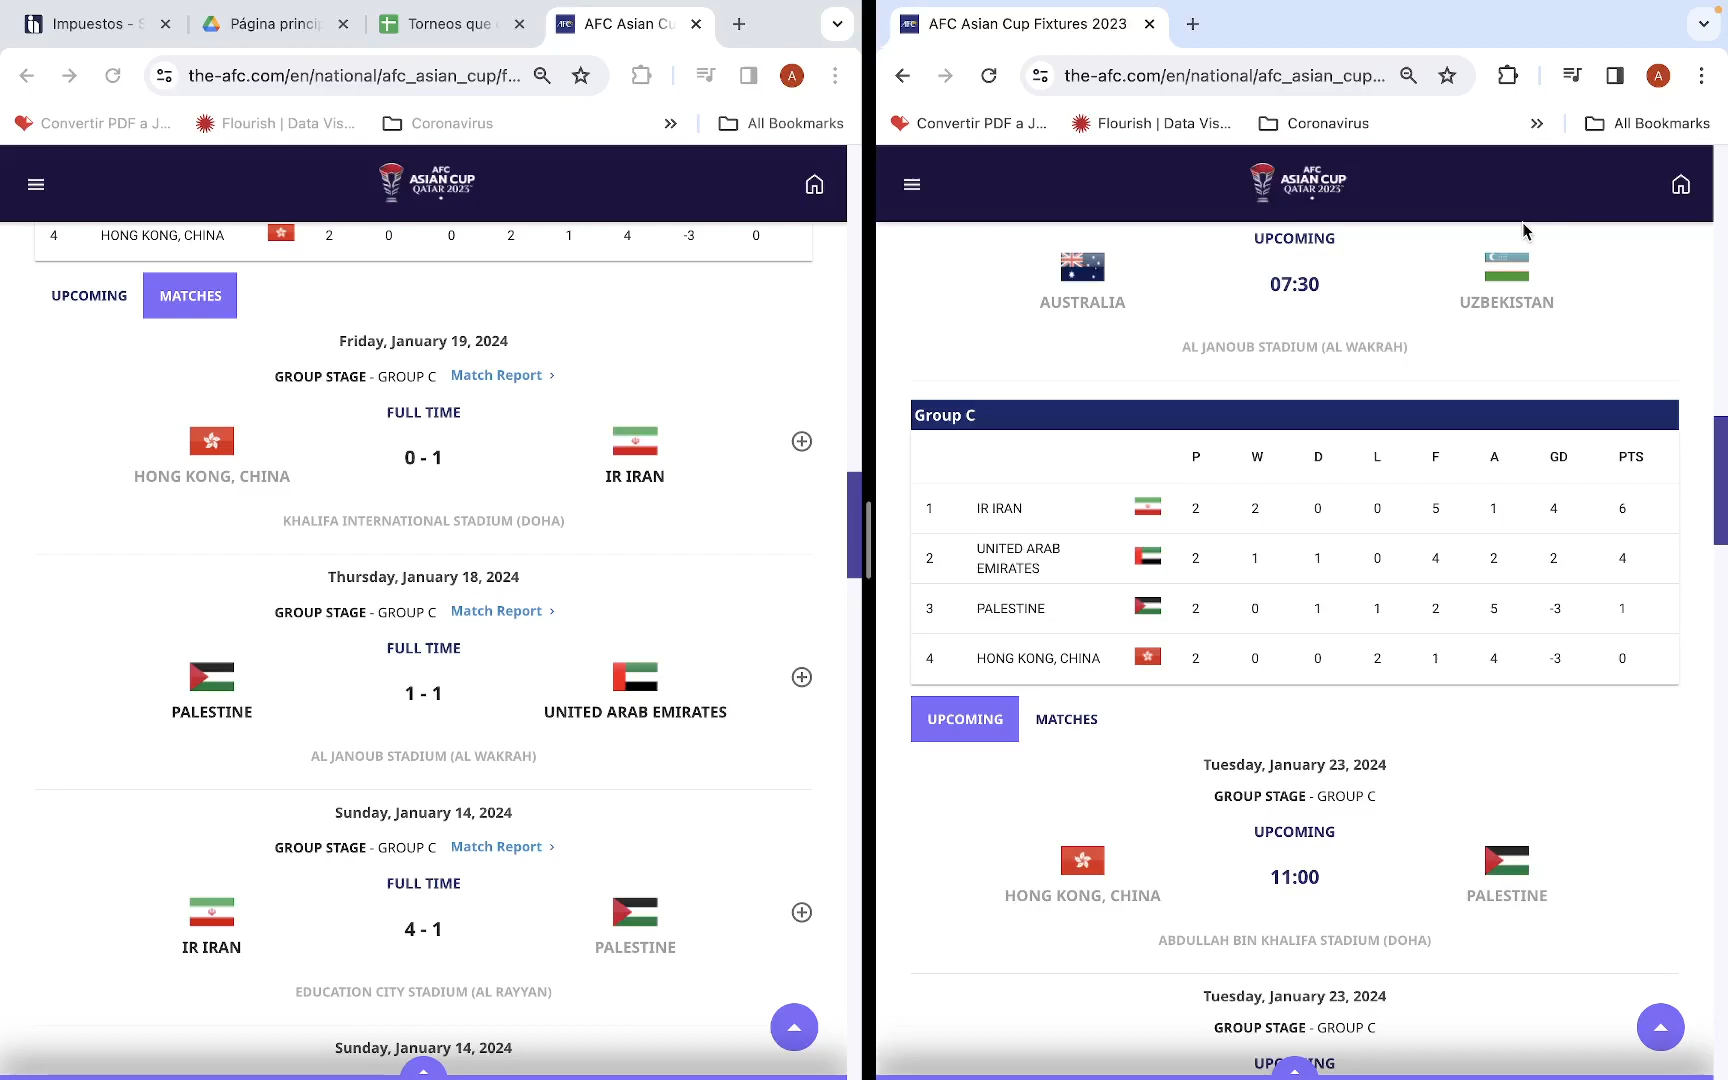 Impuestos - S
Página princip
Torneos que
AFC Asian Cu
the-afc.com/en/national/afc_asian_cup/f...
A
Convertir PDF a J...
Flourish | Data Vis...
Coronavirus
All Bookmarks
AFC
ASIAN CUP
QATAR 2023
4 HONG KONG, CHINA 2 0 0 2 1 4 -3 0
UPCOMING MATCHES
Friday, January 19, 2024
GROUP STAGE - GROUP C Match Report
FULL TIME
0 - 1
HONG KONG, CHINA IR IRAN
KHALIFA INTERNATIONAL STADIUM (DOHA)
Thursday, January 18, 2024
GROUP STAGE - GROUP C Match Report
FULL TIME
1 - 1
PALESTINE UNITED ARAB EMIRATES
AL JANOUB STADIUM (AL WAKRAH)
Sunday, January 14, 2024
GROUP STAGE - GROUP C Match Report
FULL TIME
4 - 1
IR IRAN PALESTINE
EDUCATION CITY STADIUM (AL RAYYAN)
Sunday, January 14, 2024
AFC Asian Cup Fixtures 2023
the-afc.com/en/national/afc_asian_cup...
A
Convertir PDF a J...
Flourish | Data Vis...
Coronavirus
All Bookmarks
AFC
ASIAN CUP
QATAR 2023
UPCOMING
07:30
AUSTRALIA UZBEKISTAN
AL JANOUB STADIUM (AL WAKRAH)
Group C
P W D L F A GD PTS
1 IR IRAN 2 2 0 0 5 1 4 6
2 UNITED ARAB EMIRATES 2 1 1 0 4 2 2 4
3 PALESTINE 2 0 1 1 2 5 -3 1
4 HONG KONG, CHINA 2 0 0 2 1 4 -3 0
UPCOMING MATCHES
Tuesday, January 23, 2024
GROUP STAGE - GROUP C
UPCOMING
11:00
HONG KONG, CHINA PALESTINE
ABDULLAH BIN KHALIFA STADIUM (DOHA)
Tuesday, January 23, 2024
GROUP STAGE - GROUP C